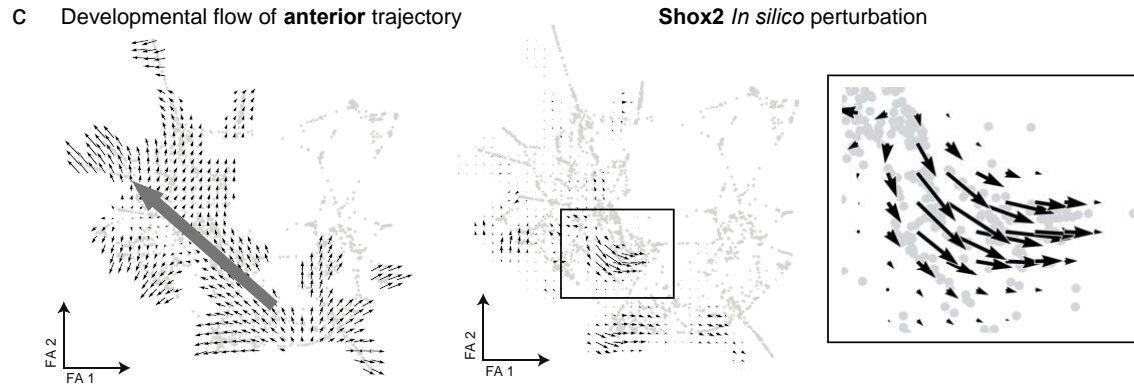 c Developmental flow of anterior trajectory
Shox2 In silico perturbation
FA 2
FA 1
FA 2
FA 1